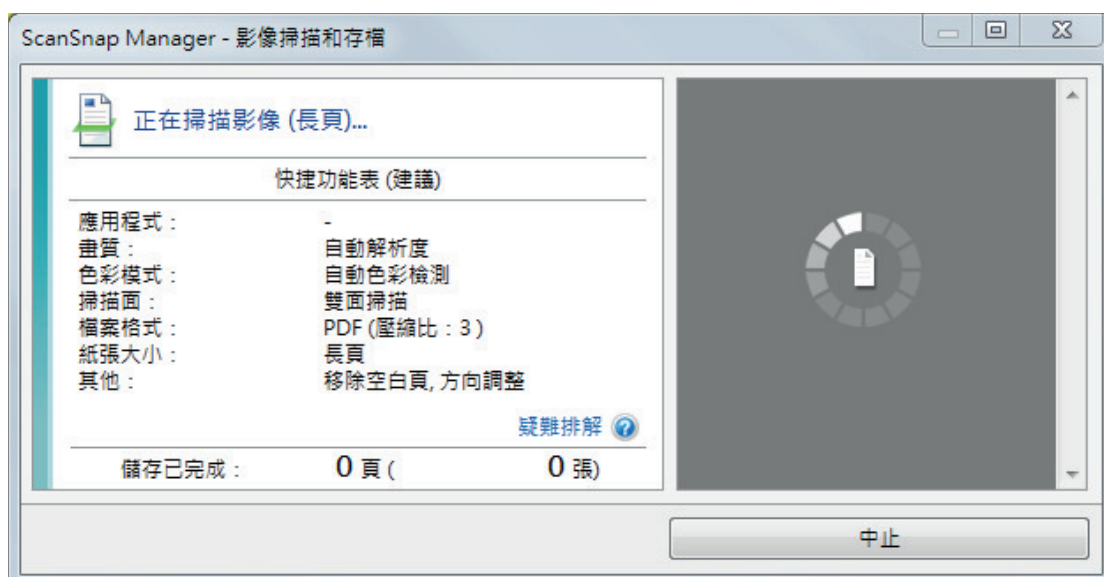 ScanSnap Manager - 影像掃描和存檔
正在掃描影像 (長頁)...
快捷功能表 (建議)
應用程式： -
畫質： 自動解析度
色彩模式： 自動色彩檢測
掃描面： 雙面掃描
檔案格式： PDF (壓縮比：3 )
紙張大小： 長頁
其他： 移除空白頁, 方向調整
疑難排解
儲存已完成： 0 頁 ( 0 張)
中止